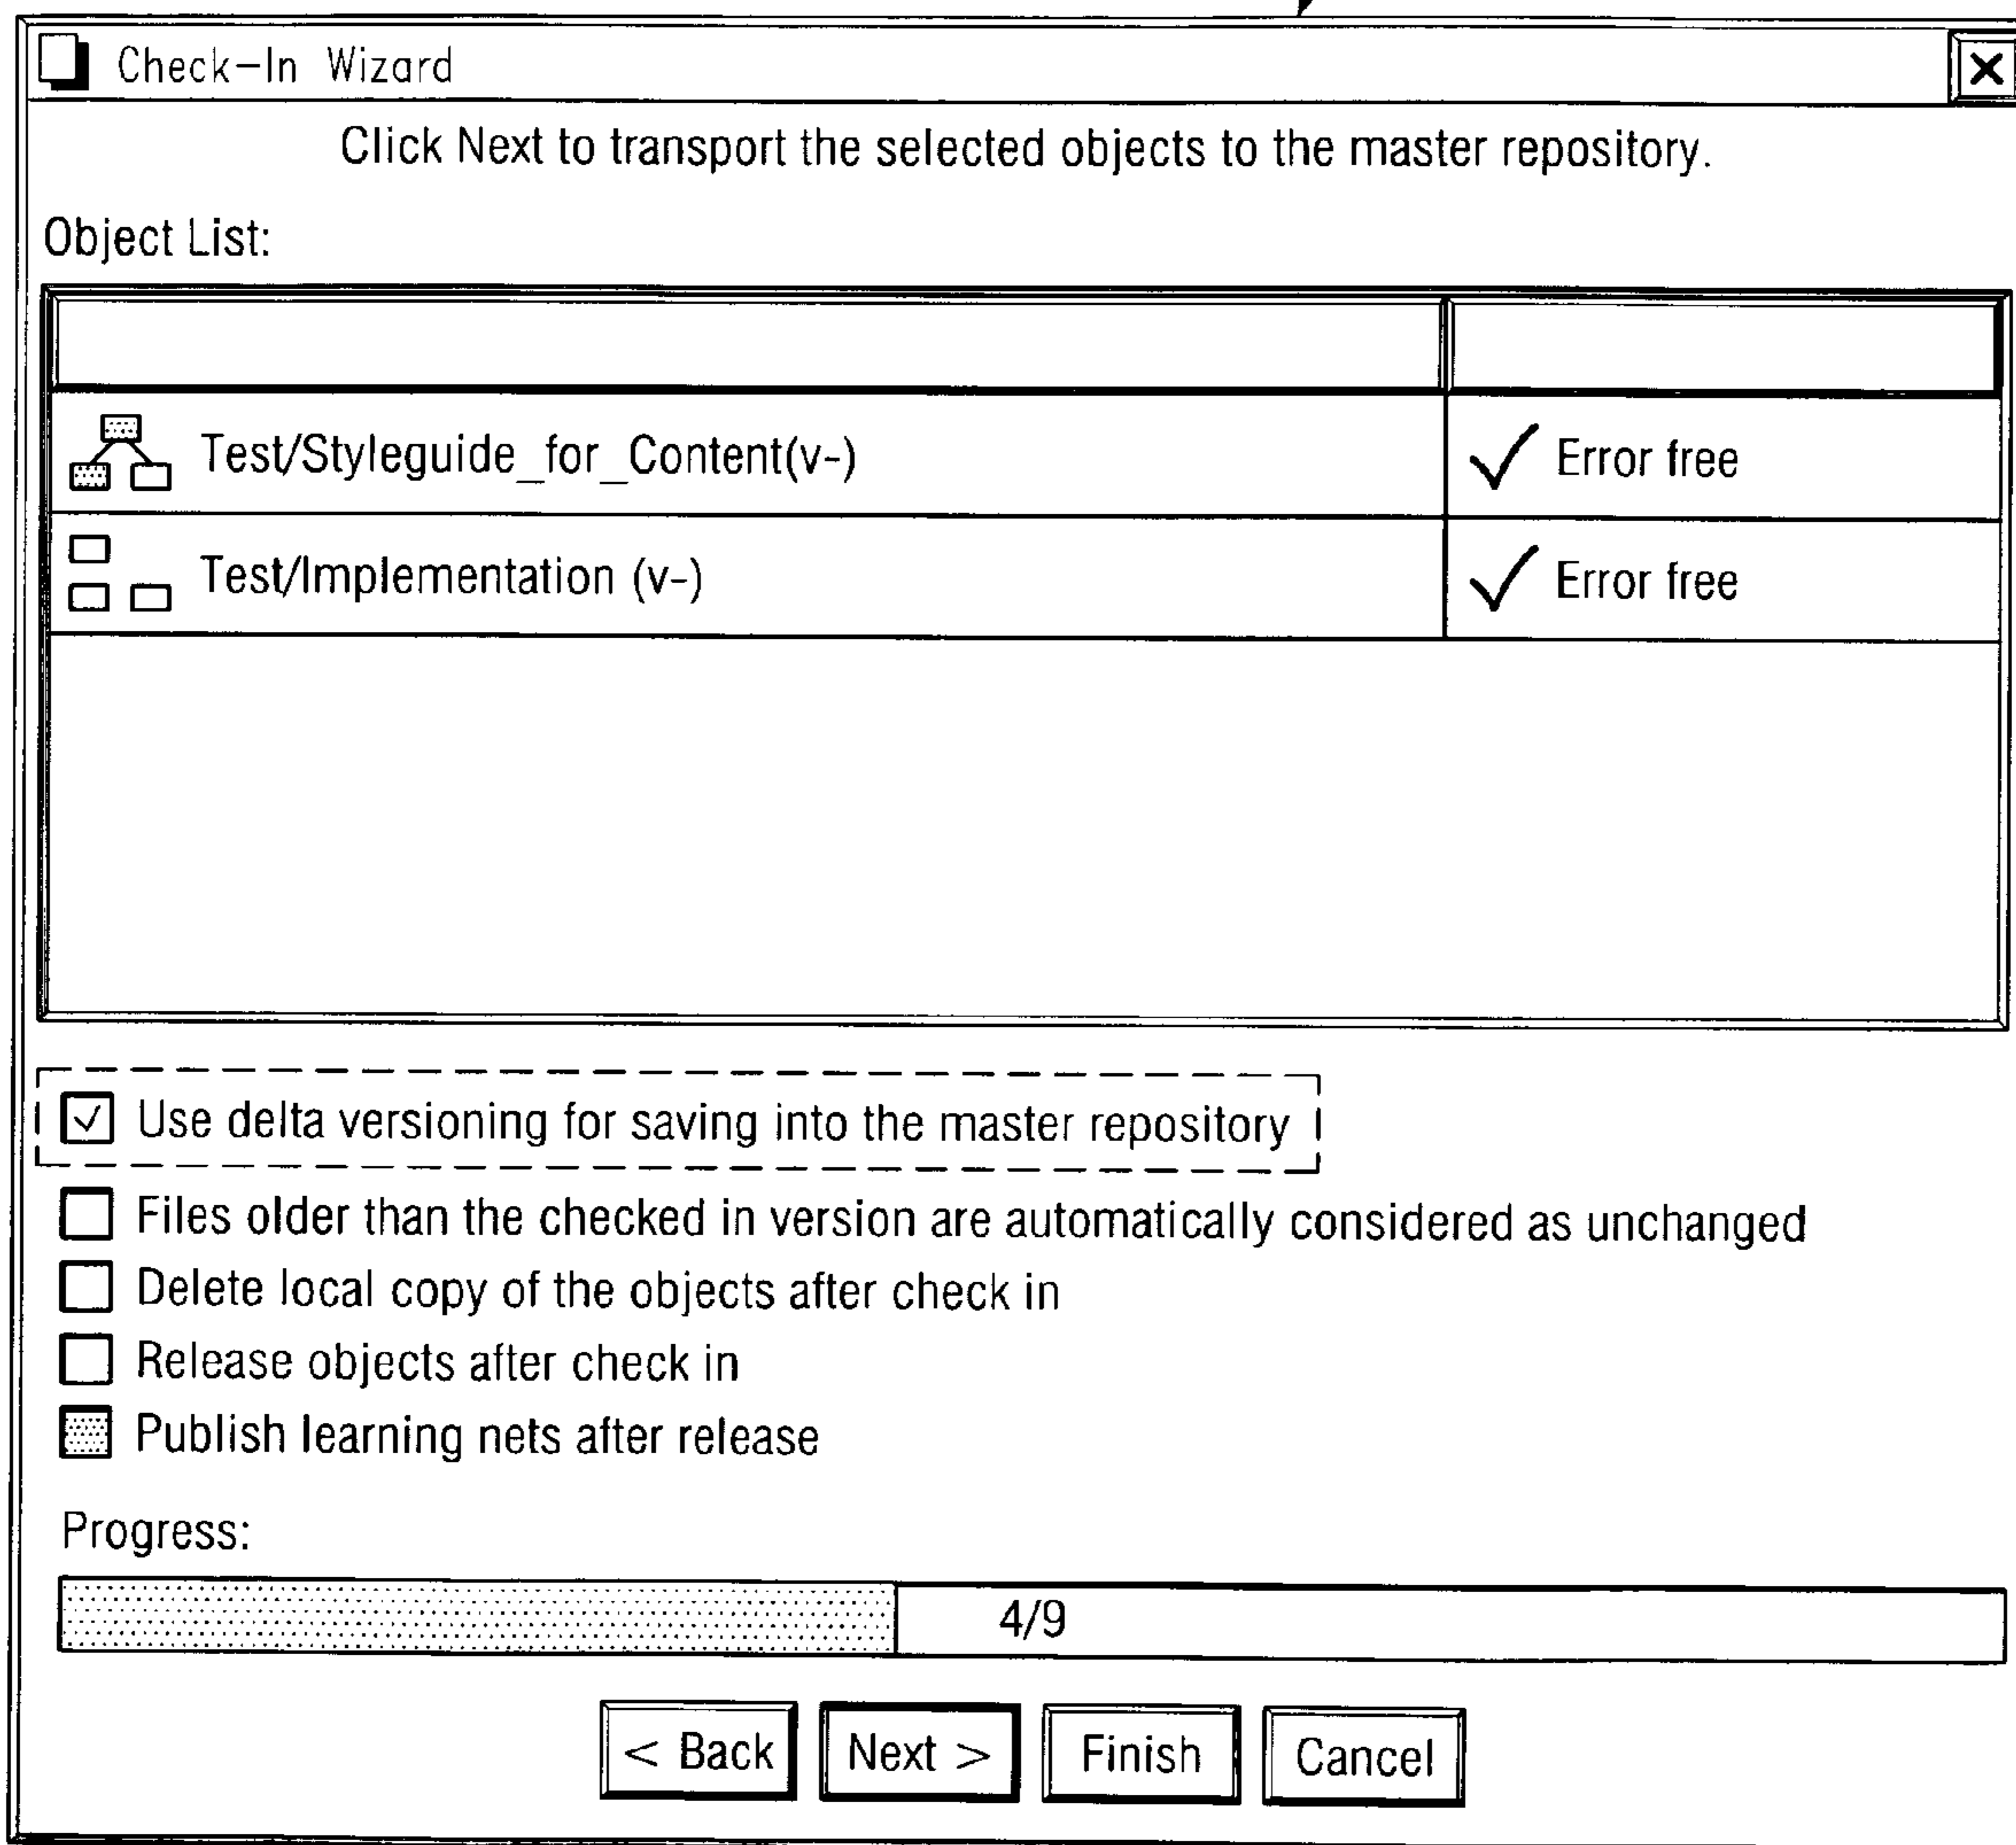 Check-In Wizard
Click Next to transport the selected objects to the master repository.
Object List:
Test/Styleguide_for_Content(v-) Error free
Test/Implementation (v-) Error free
Use delta versioning for saving into the master repository
Files older than the checked in version are automatically considered as unchanged
Delete local copy of the objects after check in
Release objects after check in
Publish learning nets after release
Progress:
4/9
< Back Next > Finish Cancel